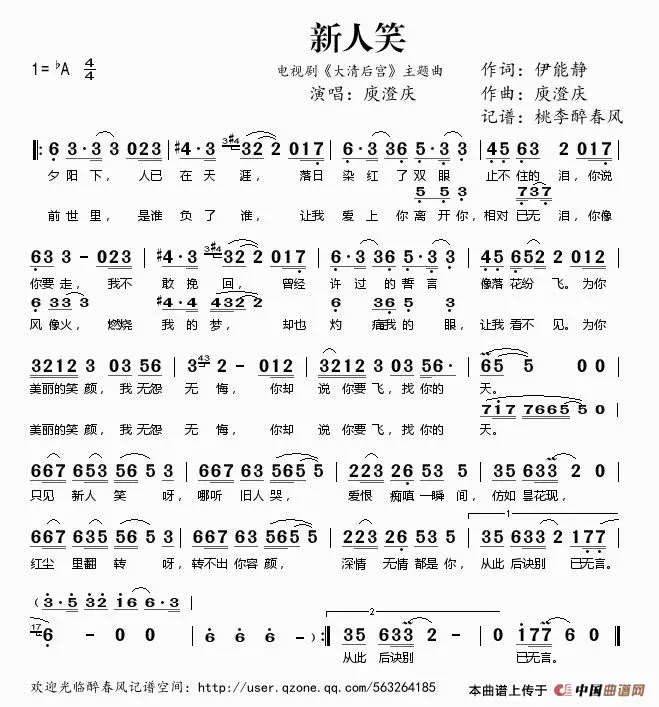 新人笑
1=♭A 4/4
电视剧《大清后宫》主题曲
作词：伊能静
演唱：庾澄庆
作曲：庾澄庆
记谱：桃李醉春风
6 3·3 3 023 #4·3 3#4 32 2 017 6·3 36 5·3 3 45 63 2 017
夕阳下，人已 在天涯，落日 染红了双眼 止不住的泪，你说
5 5 3 737
前世里，是谁 负了谁，让我 爱上你离开你，相对已无泪，你像
63 3 - 023 #4·3 3#4 32 2 017 6·3 36 5·3 3 45 652 2 012
你要走，我不 敢挽回，曾经 许过的誓言 像落花纷飞。为你
6 33 3 #4·4 4 432 2 6 36 5 3
风像火，燃烧 我的梦，却也 灼痛我的眼，让我看不见。为你
3212 3 03 56 3 43 2 - 012 3212 3 03 56· 65 5 0 0
美丽的笑颜，我无怨 无悔，你却 说你要飞，找你的 天。
717 7665 5 0
美丽的笑颜，我无怨 无悔，你却 说你要飞，找你的 天。
667 653 56 5 3 667 63 565 5 223 26 53 5 35 633 2 0
只见新人笑呀，哪听旧人哭， 爱恨痴嗔一瞬间，仿如昙花现，
667 653 56 5 3 667 63 565 5 223 26 53 5 35 633 2 177
红尘里翻转呀，转不出你容颜， 深情无情都是你，从此后诀别 已无言。
1
（3·5 32 16 6·3
17 6 - 0 0 6 6 6 - ）:
2
35 633 2 - 0 177 6 6
从此后诀别 已无言。
欢迎光临醉春风记谱空间：http://user.qzone.qq.com/563264185
本曲谱上传于 中国曲谱网